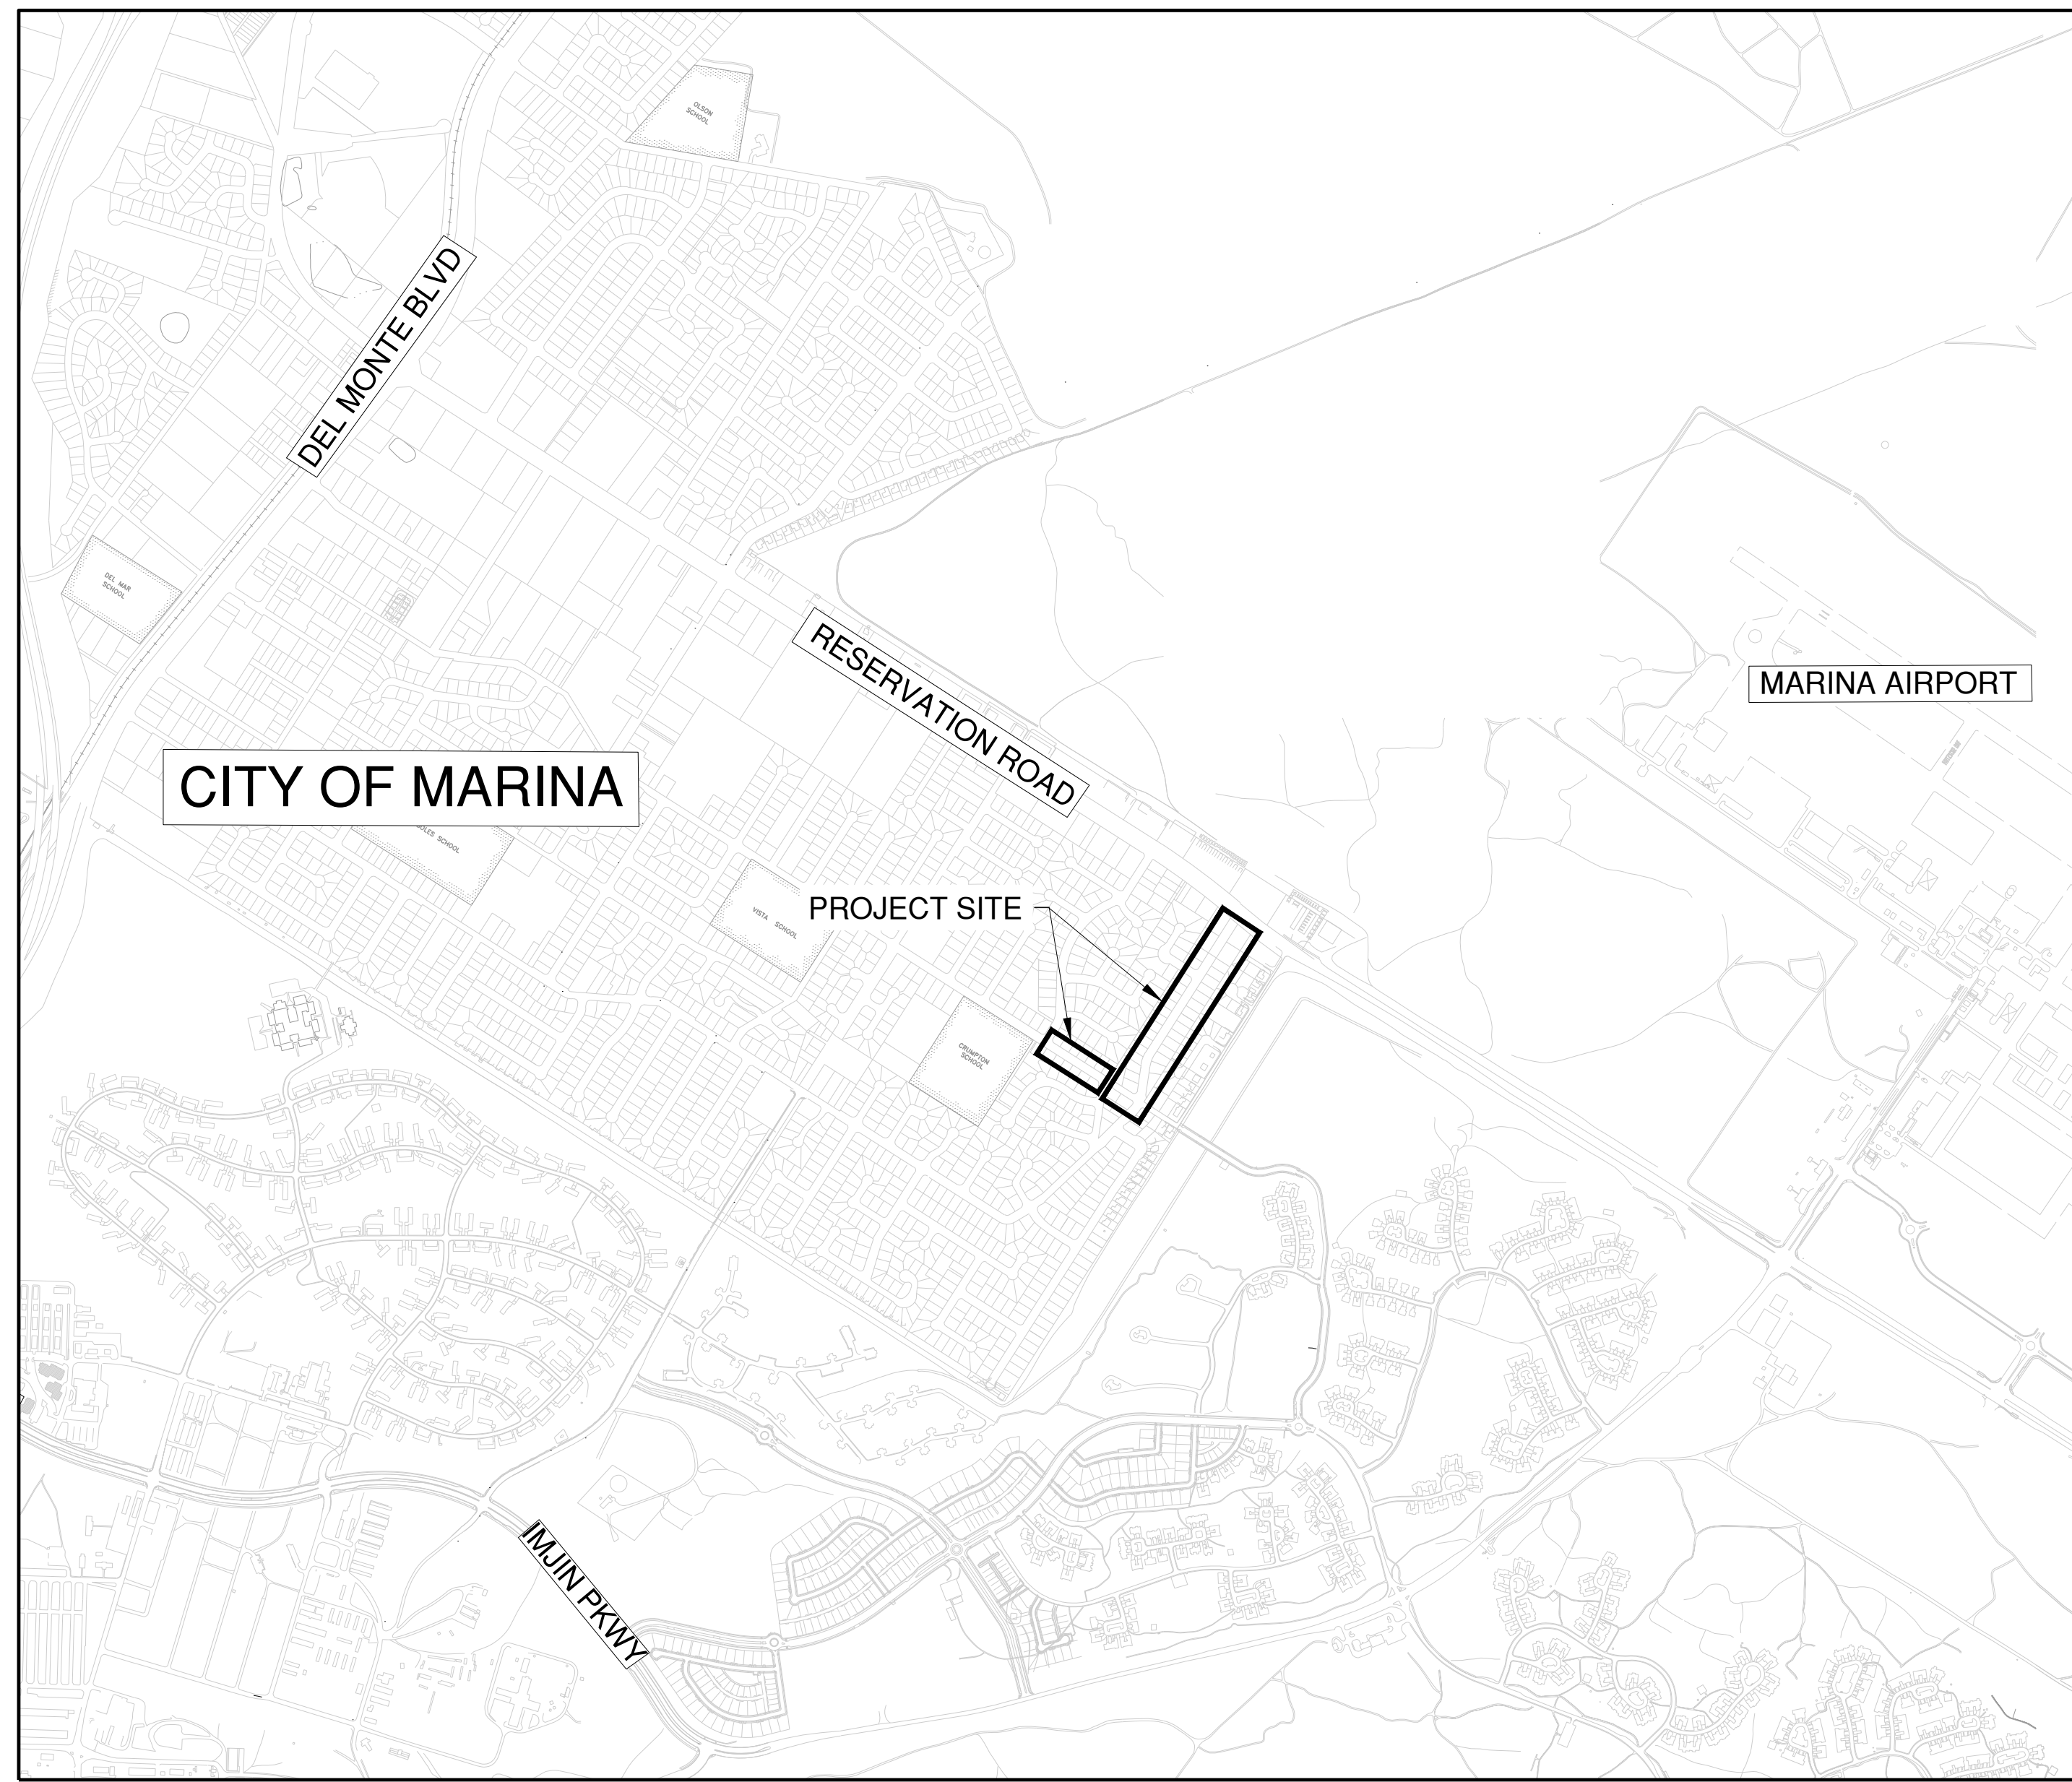 OLSON
SCHOOL
DEL MONTE BLVD
DEL MAR
SCHOOL
RESERVATION ROAD
MARINA AIRPORT
CITY OF MARINA
SCHOOL
PROJECT SITE
VISTA SCHOOL
CRUMPTON
SCHOOL
IMJIN PKWY